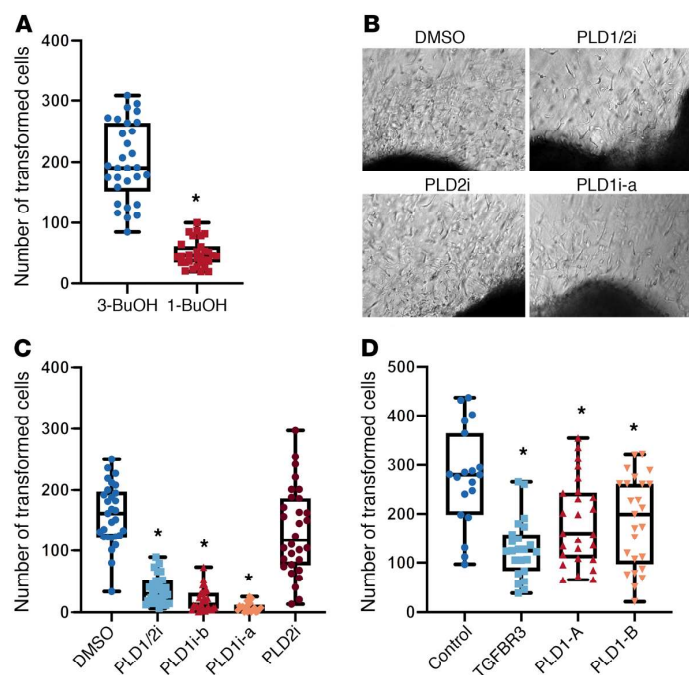 A
Number of transformed cells
400
300
200
100
0
*
3-BuOH 1-BuOH
B
DMSO PLD1/2i
PLD2i PLD1i-a
C
Number of transformed cells
400
300
200
100
0
* * *
DMSO PLD1/2i PLD1i-b PLD1i-a PLD2i
D
Number of transformed cells
500
400
300
200
100
0
* * *
Control TGFBR3 PLD1-A PLD1-B